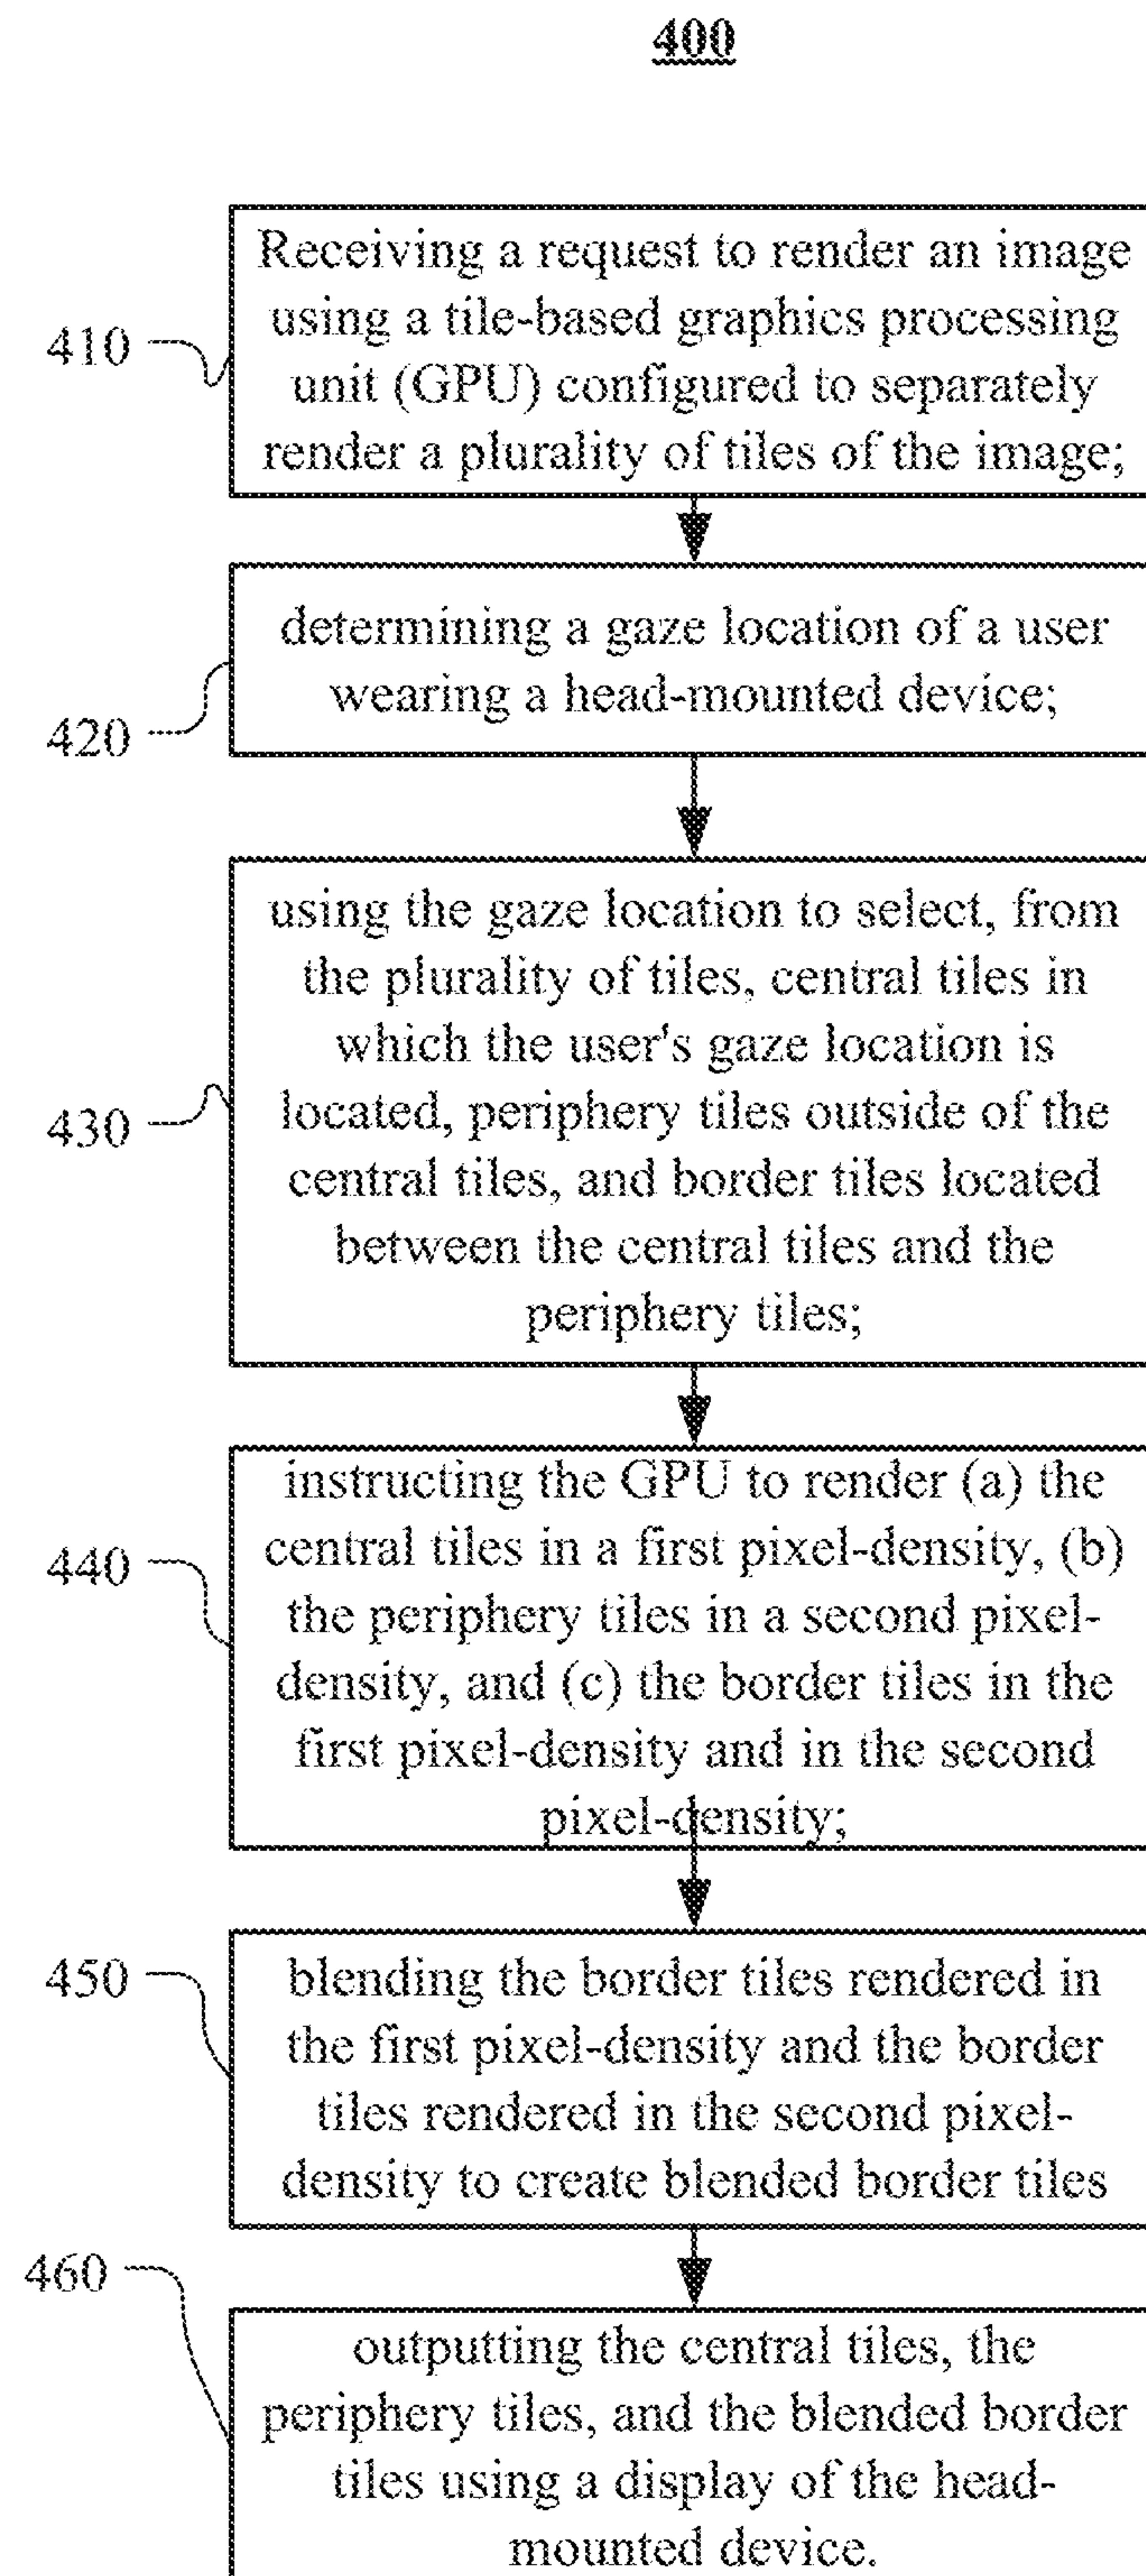 400
410
Receiving a request to render an image
using a tile-based graphics processing
unit (GPU) configured to separately
render a plurality of tiles of the image;
420
determining a gaze location of a user
wearing a head-mounted device;
430
using the gaze location to select, from
the plurality of tiles, central tiles in
which the user's gaze location is
located, periphery tiles outside of the
central tiles, and border tiles located
between the central tiles and the
periphery tiles;
440
instructing the GPU to render (a) the
central tiles in a first pixel-density, (b)
the periphery tiles in a second pixel-
density, and (c) the border tiles in the
first pixel-density and in the second
pixel-density;
450
blending the border tiles rendered in
the first pixel-density and the border
tiles rendered in the second pixel-
density to create blended border tiles
460
outputting the central tiles, the
periphery tiles, and the blended border
tiles using a display of the head-
mounted device.